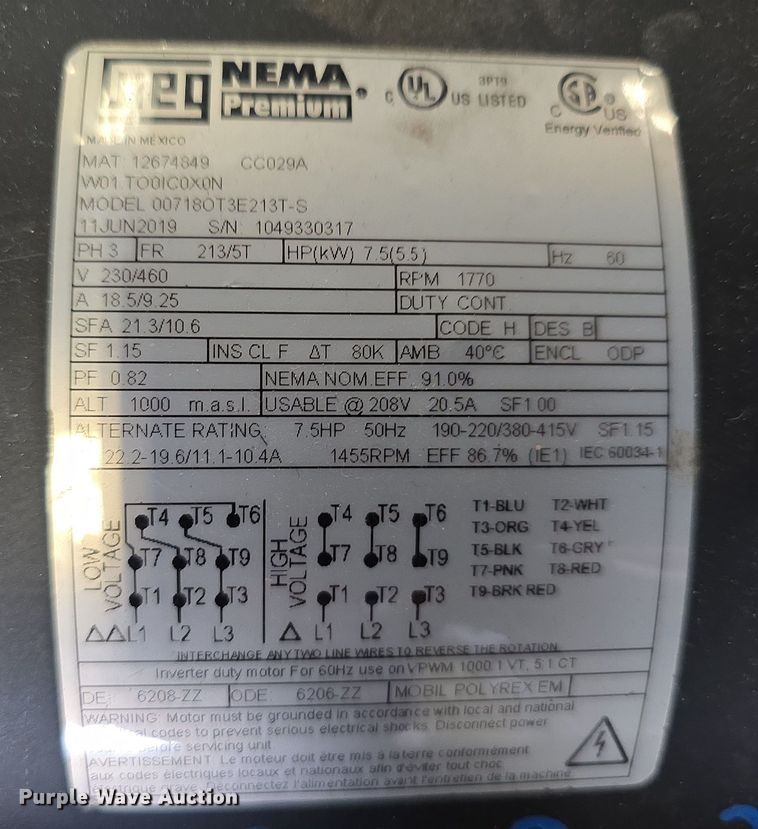 weg NEMA Premium® C UL US LISTED 3PT9 C SA US
Energy Verified
MADE IN MEXICO
MAT: 12674849 CC029A
W01.TO0IC0X0N
MODEL 00718OT3E213T-S
11JUN2019 S/N: 1049330317
PH 3 FR 213/5T HP(kW) 7.5(5.5) Hz 60
V 230/460 RPM 1770
A 18.5/9.25 DUTY CONT.
SFA 21.3/10.6 CODE H DES B
SF 1.15 INS CL F ΔT 80K AMB 40°C ENCL ODP
PF 0.82 NEMA NOM.EFF 91.0%
ALT 1000 m.a.s.l. USABLE @ 208V 20.5A SF1.00
ALTERNATE RATING: 7.5HP 50Hz 190-220/380-415V SF1.15
22.2-19.6/11.1-10.4A 1455RPM EFF 86.7% (IE1) IEC 60034-1
LOW VOLTAGE
T4 T5 T6
T7 T8 T9
T1 T2 T3
ΔΔ L1 L2 L3
HIGH VOLTAGE
T4 T5 T6
T7 T8 T9
T1 T2 T3
Δ L1 L2 L3
T1-BLU T2-WHT
T3-ORG T4-YEL
T5-BLK T6-GRY
T7-PNK T8-RED
T9-BRK RED
INTERCHANGE ANY TWO LINE WIRES TO REVERSE THE ROTATION
Inverter duty motor For 60Hz use on VPWM 1000:1 VT, 5:1 CT
DE 6208-ZZ ODE 6206-ZZ MOBIL POLYREX EM
WARNING: Motor must be grounded in accordance with local and national
codes to prevent serious electrical shocks. Disconnect power
before servicing unit.
AVERTISSEMENT: Le moteur doit être mis à la terre conformément
aux codes électriques locaux et nationaux afin d'éviter tout choc
électrique grave. Déconnectez l'alimentation avant l'entretien de la machine
Purple Wave Auction